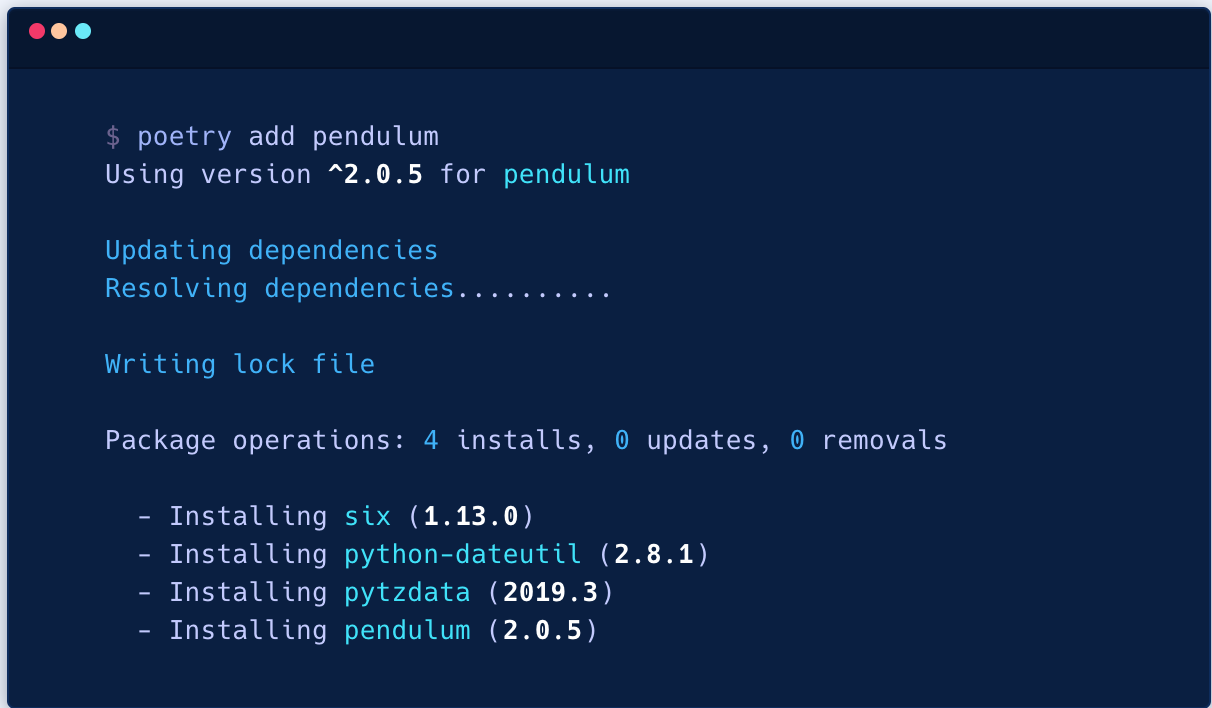 $ poetry add pendulum
Using version ^2.0.5 for pendulum
Updating dependencies
Resolving dependencies..........
Writing lock file
Package operations: 4 installs, 0 updates, 0 removals
- Installing six (1.13.0)
- Installing python-dateutil (2.8.1)
- Installing pytzdata (2019.3)
- Installing pendulum (2.0.5)